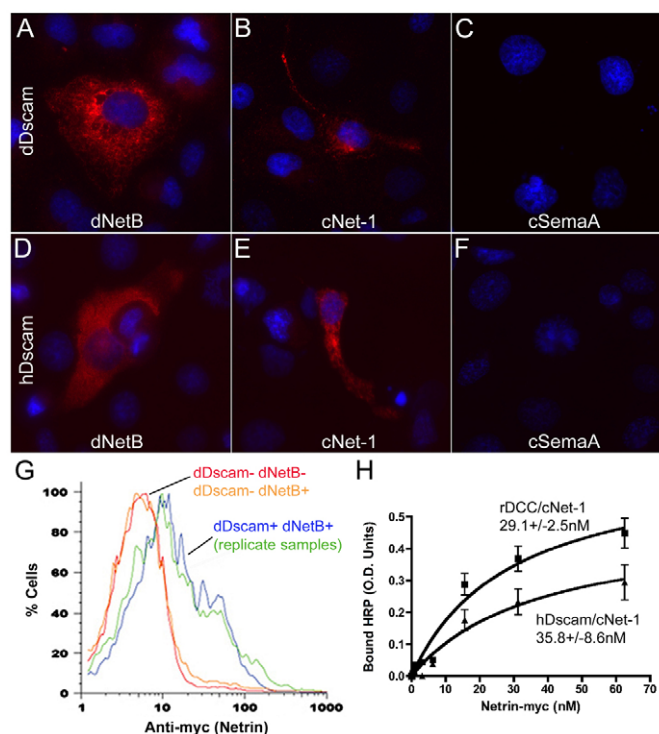 A
B
C
dDscam
dNetB
cNet-1
cSemaA
D
E
F
hDscam
dNetB
cNet-1
cSemaA
G
dDscam- dNetB-
dDscam- dNetB+
dDscam+ dNetB+
(replicate samples)
% Cells
100
80
60
40
20
0
1
10
100
1000
Anti-myc (Netrin)
H
rDCC/cNet-1
29.1+/-2.5nM
hDscam/cNet-1
35.8+/-8.6nM
Bound HRP (O.D. Units)
0.5
0.4
0.3
0.2
0.1
0.0
0
10
20
30
40
50
60
70
Netrin-myc (nM)